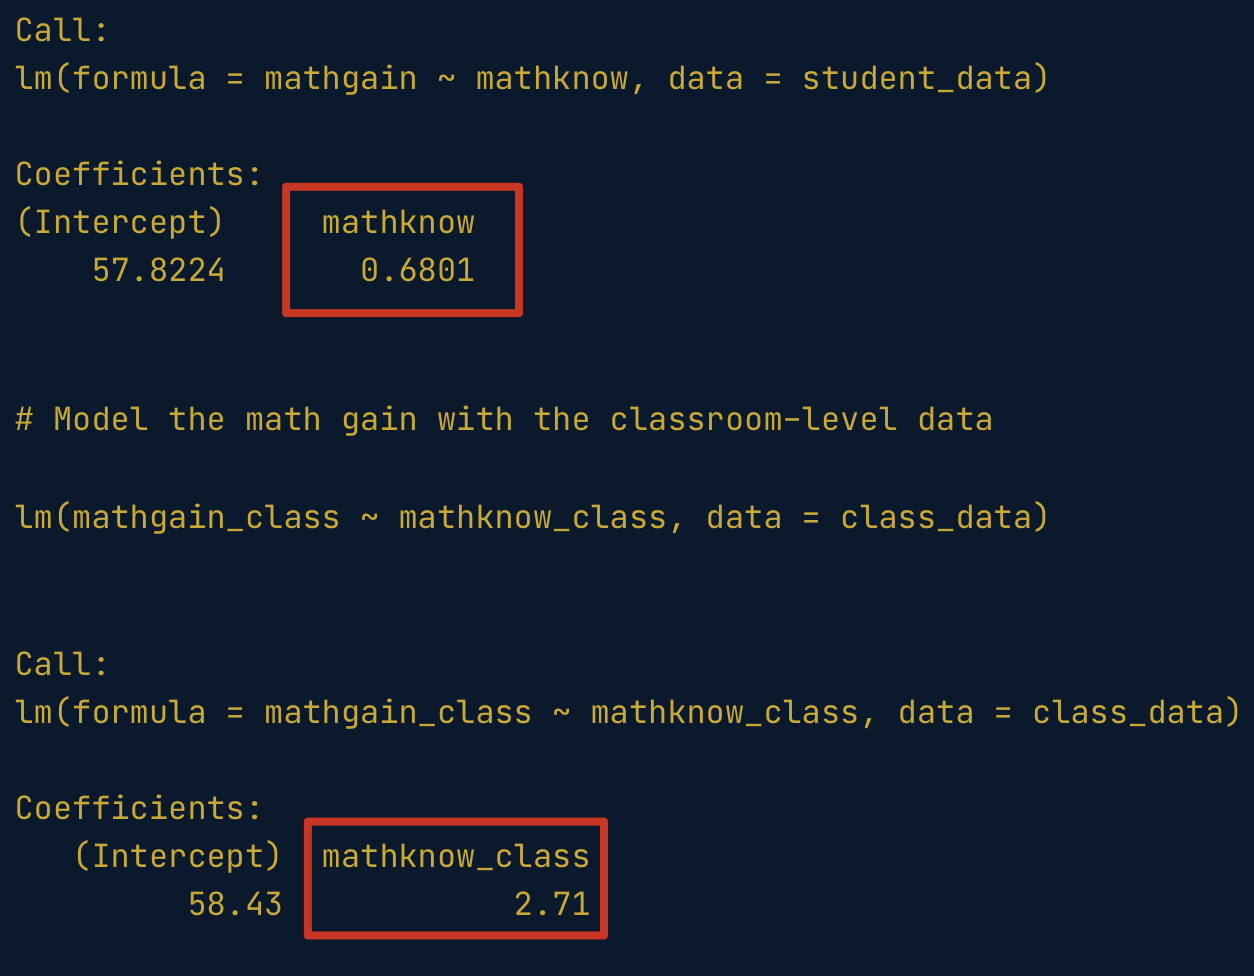 Call:
lm(formula = mathgain ~ mathknow, data = student_data)
Coefficients:
(Intercept) mathknow
57.8224 0.6801
# Model the math gain with the classroom-level data
lm(mathgain_class ~ mathknow_class, data = class_data)
Call:
lm(formula = mathgain_class ~ mathknow_class, data = class_data)
Coefficients:
(Intercept) mathknow_class
58.43 2.71